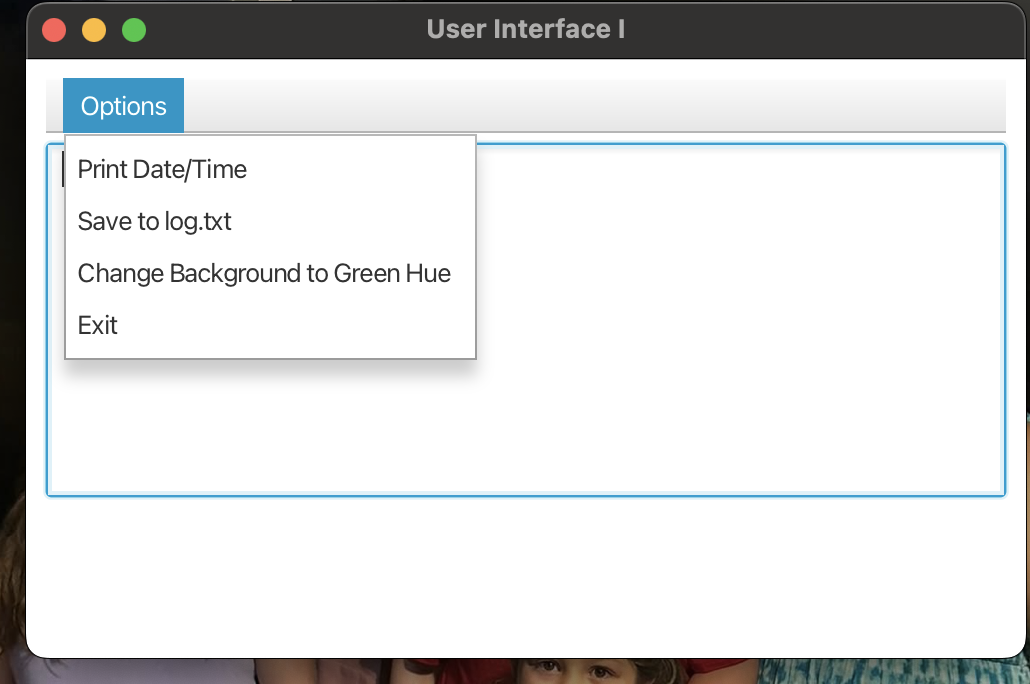 User Interface I
Options
Print Date/Time
Save to log.txt
Change Background to Green Hue
Exit